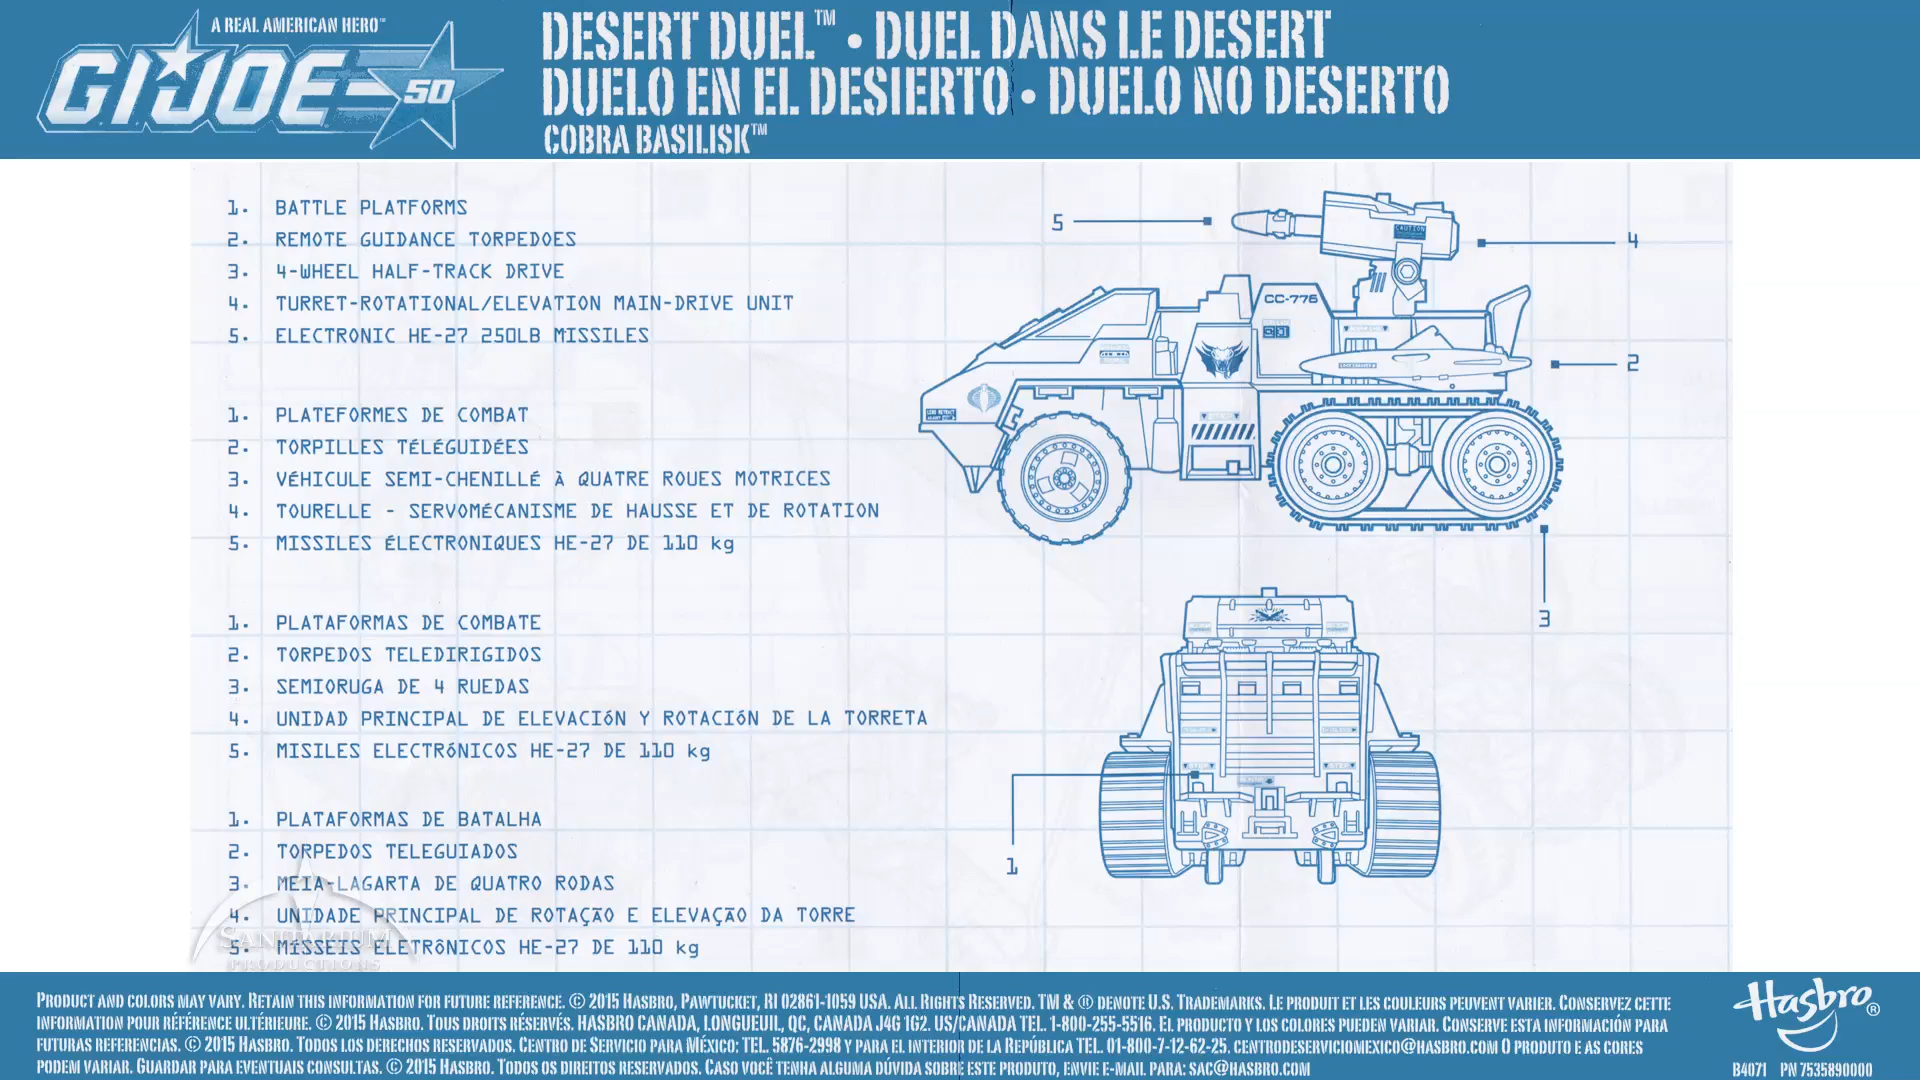 A REAL AMERICAN HERO™
GI JOE 50
DESERT DUEL™ • DUEL DANS LE DESERT
DUELO EN EL DESIERTO • DUELO NO DESERTO
COBRA BASILISK™
1. BATTLE PLATFORMS
2. REMOTE GUIDANCE TORPEDOES
3. 4-WHEEL HALF-TRACK DRIVE
4. TURRET-ROTATIONAL/ELEVATION MAIN-DRIVE UNIT
5. ELECTRONIC HE-27 250LB MISSILES
1. PLATEFORMES DE COMBAT
2. TORPILLES TÉLÉGUIDÉES
3. VÉHICULE SEMI-CHENILLÉ À QUATRE ROUES MOTRICES
4. TOURELLE - SERVOMÉCANISME DE HAUSSE ET DE ROTATION
5. MISSILES ÉLECTRONIQUES HE-27 DE 110 kg
1. PLATAFORMAS DE COMBATE
2. TORPEDOS TELEDIRIGIDOS
3. SEMIORUGA DE 4 RUEDAS
4. UNIDAD PRINCIPAL DE ELEVACIÓN Y ROTACIÓN DE LA TORRETA
5. MISILES ELECTRÓNICOS HE-27 DE 110 kg
1. PLATAFORMAS DE BATALHA
2. TORPEDOS TELEGUIADOS
3. MEIA-LAGARTA DE QUATRO RODAS
4. UNIDADE PRINCIPAL DE ROTAÇÃO E ELEVAÇÃO DA TORRE
5. MÍSSEIS ELETRÔNICOS HE-27 DE 110 kg
SANITARIUM
PRODUCTIONS
5
4
CAUTION
CC-776
2
3
1
PRODUCT AND COLORS MAY VARY. RETAIN THIS INFORMATION FOR FUTURE REFERENCE. © 2015 HASBRO, PAWTUCKET, RI 02861-1059 USA. ALL RIGHTS RESERVED. TM & ® DENOTE U.S. TRADEMARKS. LE PRODUIT ET LES COULEURS PEUVENT VARIER. CONSERVEZ CETTE
INFORMATION POUR RÉFÉRENCE ULTÉRIEURE. © 2015 HASBRO. TOUS DROITS RÉSERVÉS. HASBRO CANADA, LONGUEUIL, QC, CANADA J4G 1G2. US/CANADA TEL. 1-800-255-5516. EL PRODUCTO Y LOS COLORES PUEDEN VARIAR. CONSERVE ESTA INFORMACIÓN PARA
FUTURAS REFERENCIAS. © 2015 HASBRO. TODOS LOS DERECHOS RESERVADOS. CENTRO DE SERVICIO PARA MÉXICO: TEL. 5876-2998 Y PARA EL INTERIOR DE LA REPÚBLICA TEL. 01-800-7-12-62-25. CENTRODESERVICIOMEXICO@HASBRO.COM O PRODUTO E AS CORES
PODEM VARIAR. GUARDAR PARA EVENTUAIS CONSULTAS. © 2015 HASBRO. TODOS OS DIREITOS RESERVADOS. CASO VOCÊ TENHA ALGUMA DÚVIDA SOBRE ESTE PRODUTO, ENVIE E-MAIL PARA: SAC@HASBRO.COM
Hasbro®
B4071 PN 7535890000